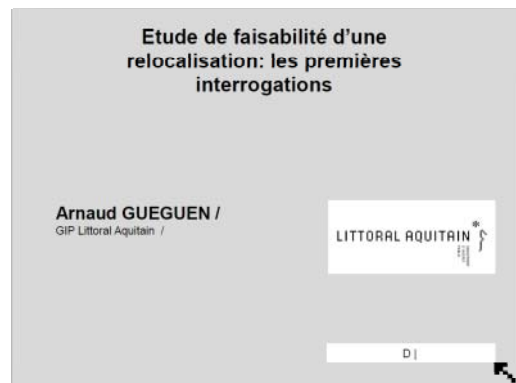 Etude de faisabilité d'une
relocalisation: les premières
interrogations
Arnaud GUEGUEN /
GIP Littoral Aquitain /
LITTORAL AQUITAIN
D |